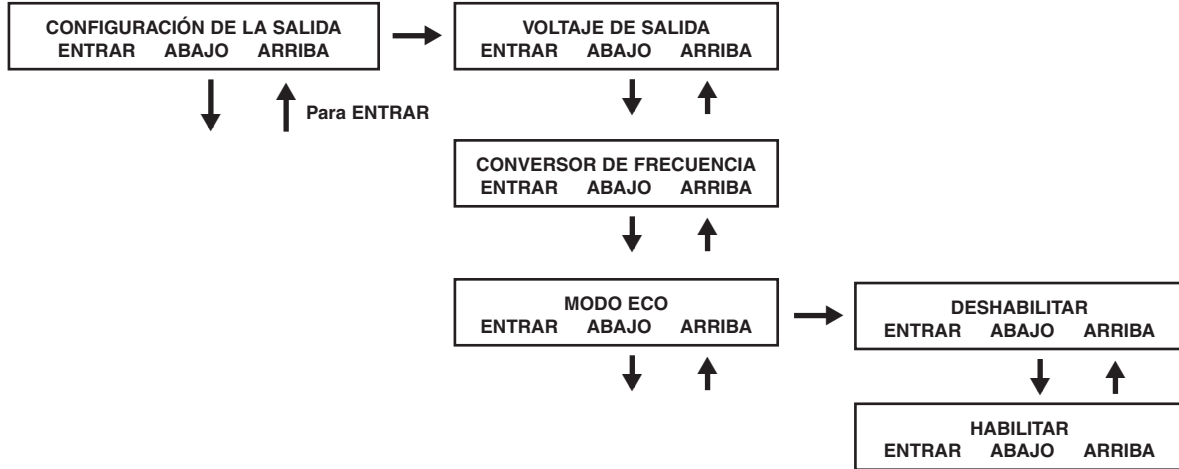 CONFIGURACIÓN DE LA SALIDA
ENTRAR ABAJO ARRIBA
Para ENTRAR
VOLTAJE DE SALIDA
ENTRAR ABAJO ARRIBA
CONVERSOR DE FRECUENCIA
ENTRAR ABAJO ARRIBA
MODO ECO
ENTRAR ABAJO ARRIBA
DESHABILITAR
ENTRAR ABAJO ARRIBA
HABILITAR
ENTRAR ABAJO ARRIBA